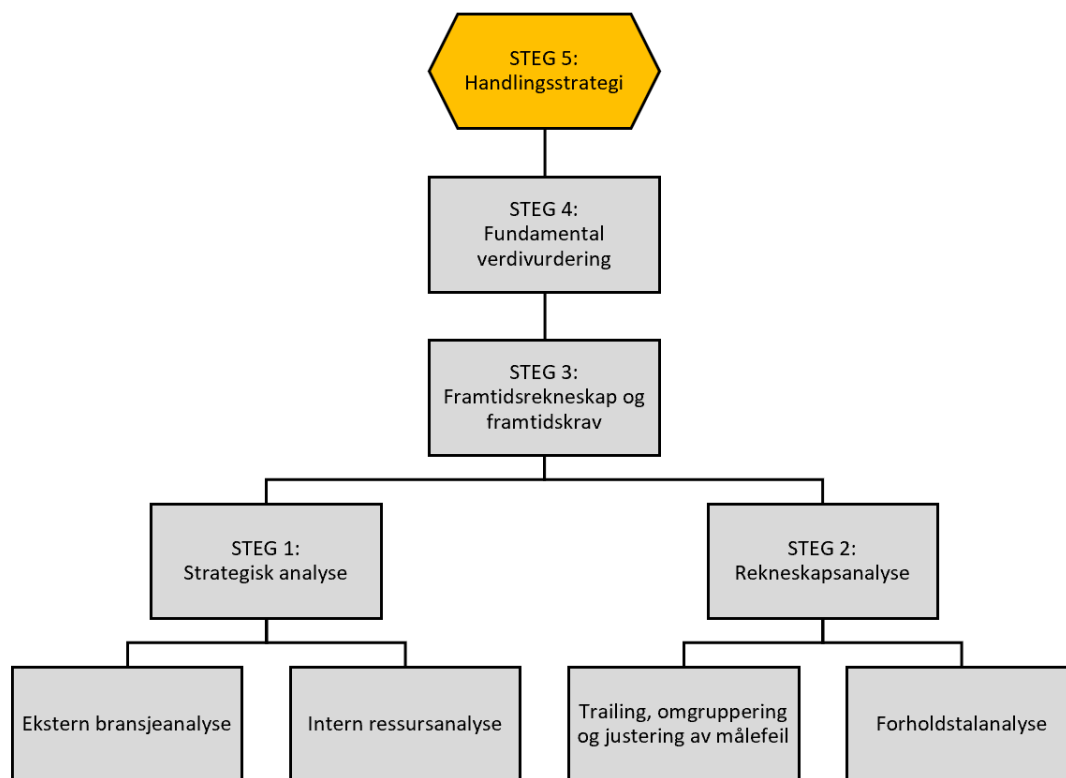 STEG 5:
Handlingsstrategi
STEG 4:
Fundamental
verdivurdering
STEG 3:
Framtidsrekneskap og
framtidskrav
STEG 1:
Strategisk analyse
STEG 2:
Rekneskapsanalyse
Ekstern bransjeanalyse
Intern ressursanalyse
Trailing, omgruppering
og justering av målefeil
Forholdstalanalyse